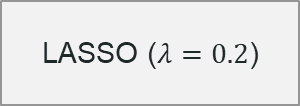 LASSO (𝜆 = 0.2)